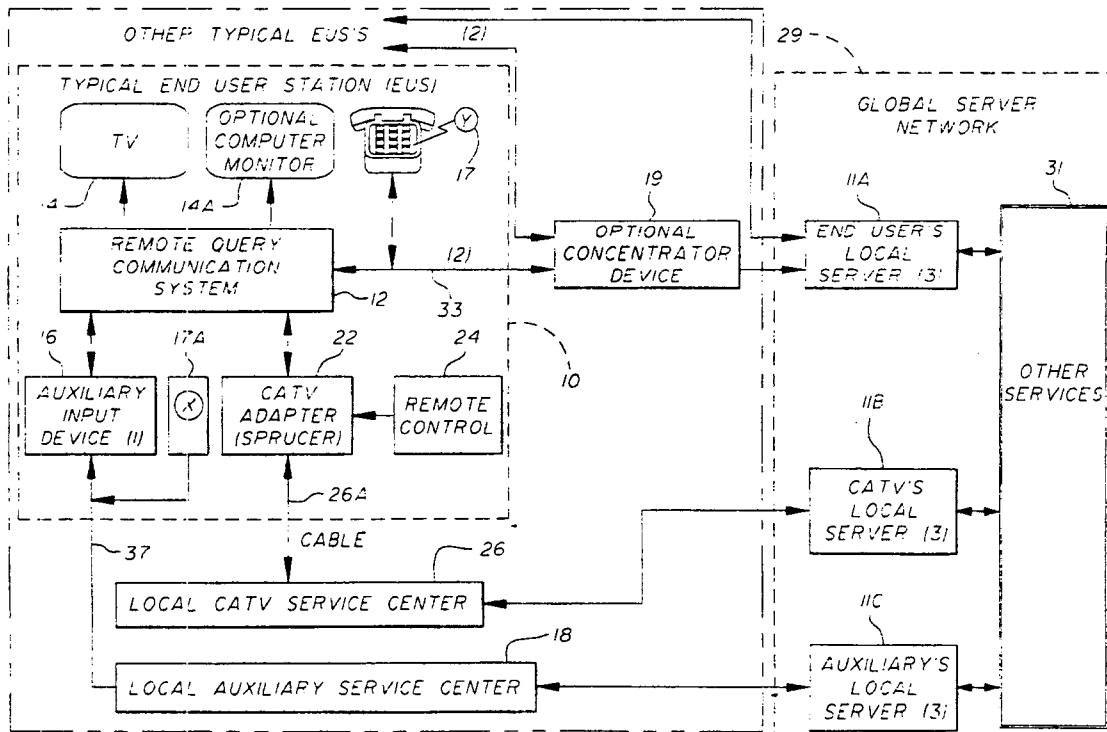 OTHER TYPICAL EUS'S
(2)
29
TYPICAL END USER STATION (EUS)
GLOBAL SERVER
NETWORK
TV
OPTIONAL
COMPUTER
MONITOR
Y
17
14A
19
11A
31
REMOTE QUERY
COMMUNICATION
SYSTEM
(2)
OPTIONAL
CONCENTRATOR
DEVICE
END USER'S
LOCAL
SERVER (3)
12
33
16
17A
22
24
10
AUXILIARY
INPUT
DEVICE (1)
X
CATV
ADAPTER
(SPRUCER)
REMOTE
CONTROL
OTHER
SERVICES
11B
26A
CATV'S
LOCAL
SERVER (3)
37
CABLE
26
LOCAL CATV SERVICE CENTER
11C
18
LOCAL AUXILIARY SERVICE CENTER
AUXILIARY'S
LOCAL
SERVER (3)